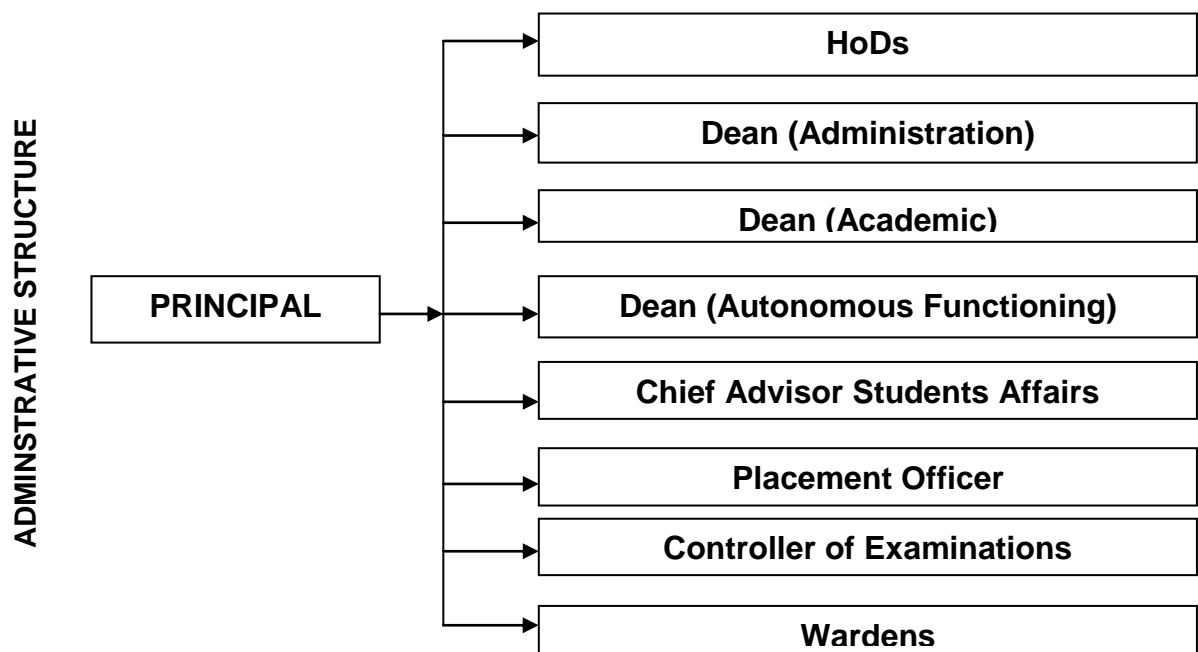 ADMINSTRATIVE STRUCTURE
PRINCIPAL
HoDs
Dean (Administration)
Dean (Academic)
Dean (Autonomous Functioning)
Chief Advisor Students Affairs
Placement Officer
Controller of Examinations
Wardens